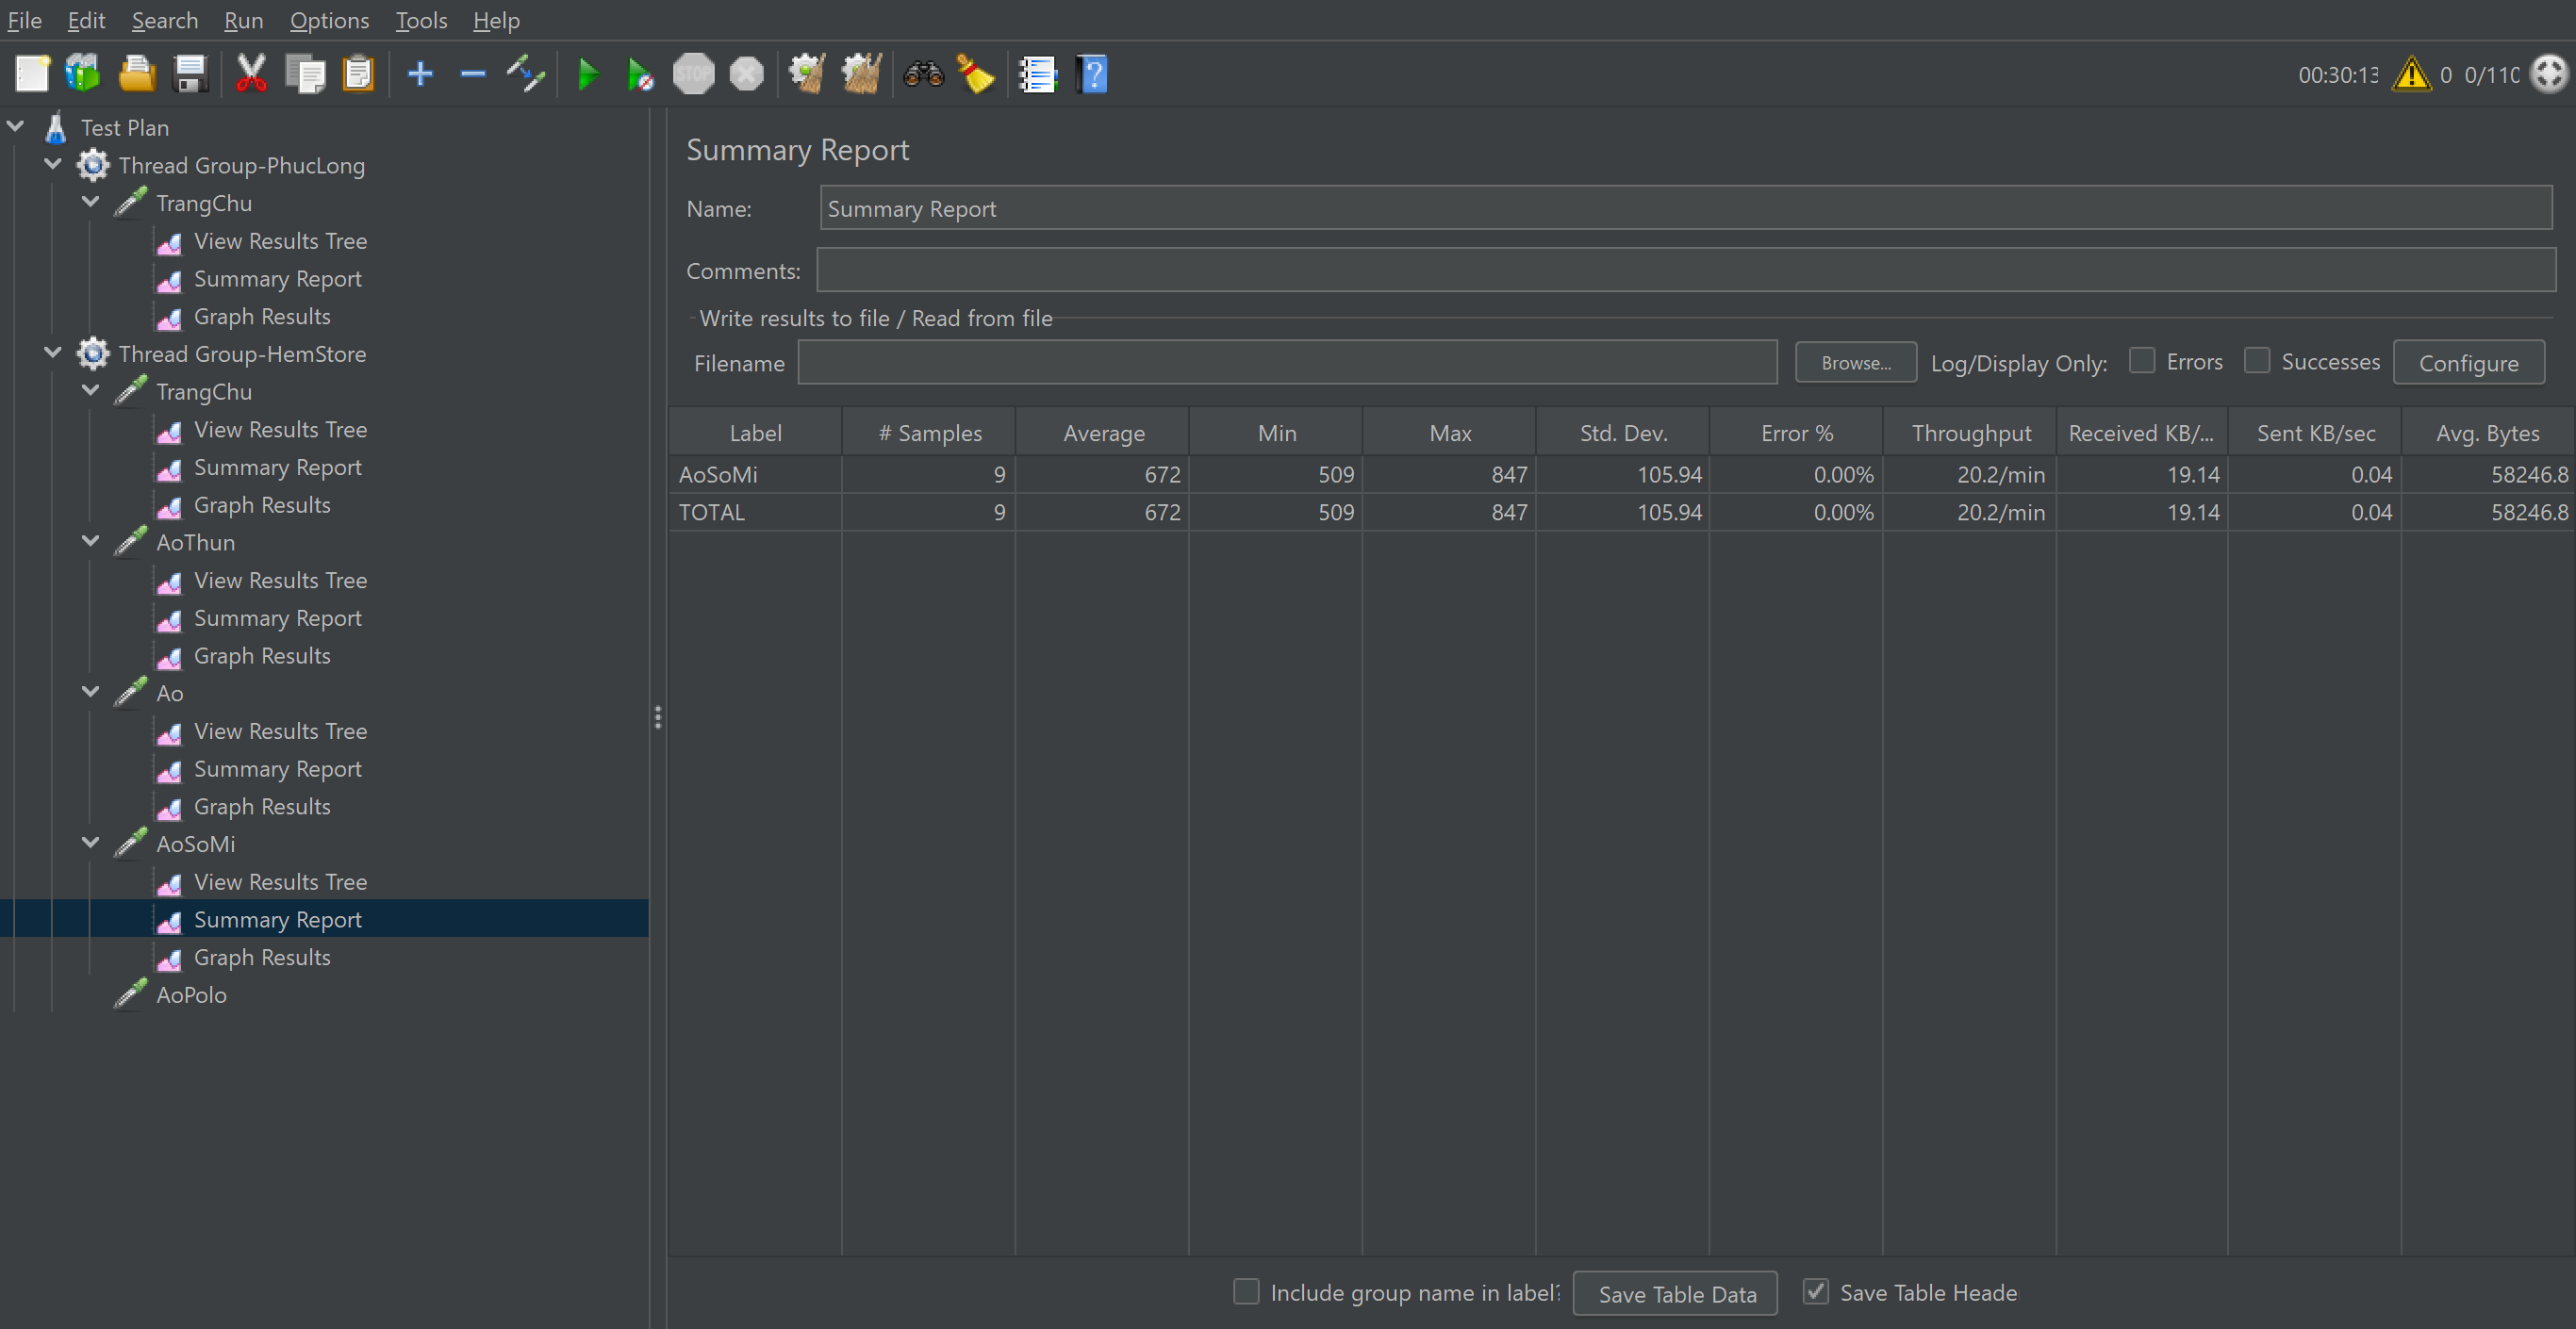 File Edit Search Run Options Tools Help
STOP
00:30:13 0 0/110
Test Plan
Thread Group-PhucLong
TrangChu
View Results Tree
Summary Report
Graph Results
Thread Group-HemStore
TrangChu
View Results Tree
Summary Report
Graph Results
AoThun
View Results Tree
Summary Report
Graph Results
Ao
View Results Tree
Summary Report
Graph Results
AoSoMi
View Results Tree
Summary Report
Graph Results
AoPolo
Summary Report
Name: Summary Report
Comments:
Write results to file / Read from file
Filename Browse... Log/Display Only: Errors Successes Configure
Label # Samples Average Min Max Std. Dev. Error % Throughput Received KB/... Sent KB/sec Avg. Bytes
AoSoMi 9 672 509 847 105.94 0.00% 20.2/min 19.14 0.04 58246.8
TOTAL 9 672 509 847 105.94 0.00% 20.2/min 19.14 0.04 58246.8
Include group name in label? Save Table Data Save Table Heade